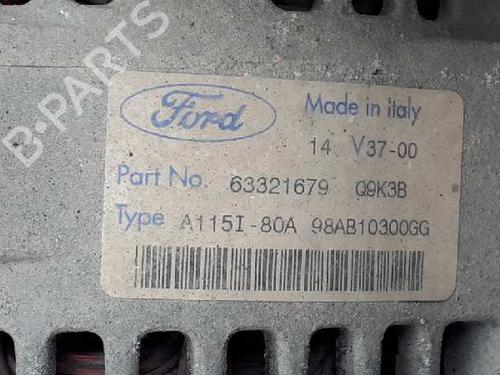 B-PARTS
Ford
Made in italy
14 V37-00
Part No. 63321679 Q9K3B
Type A115I-80A 98AB10300GG